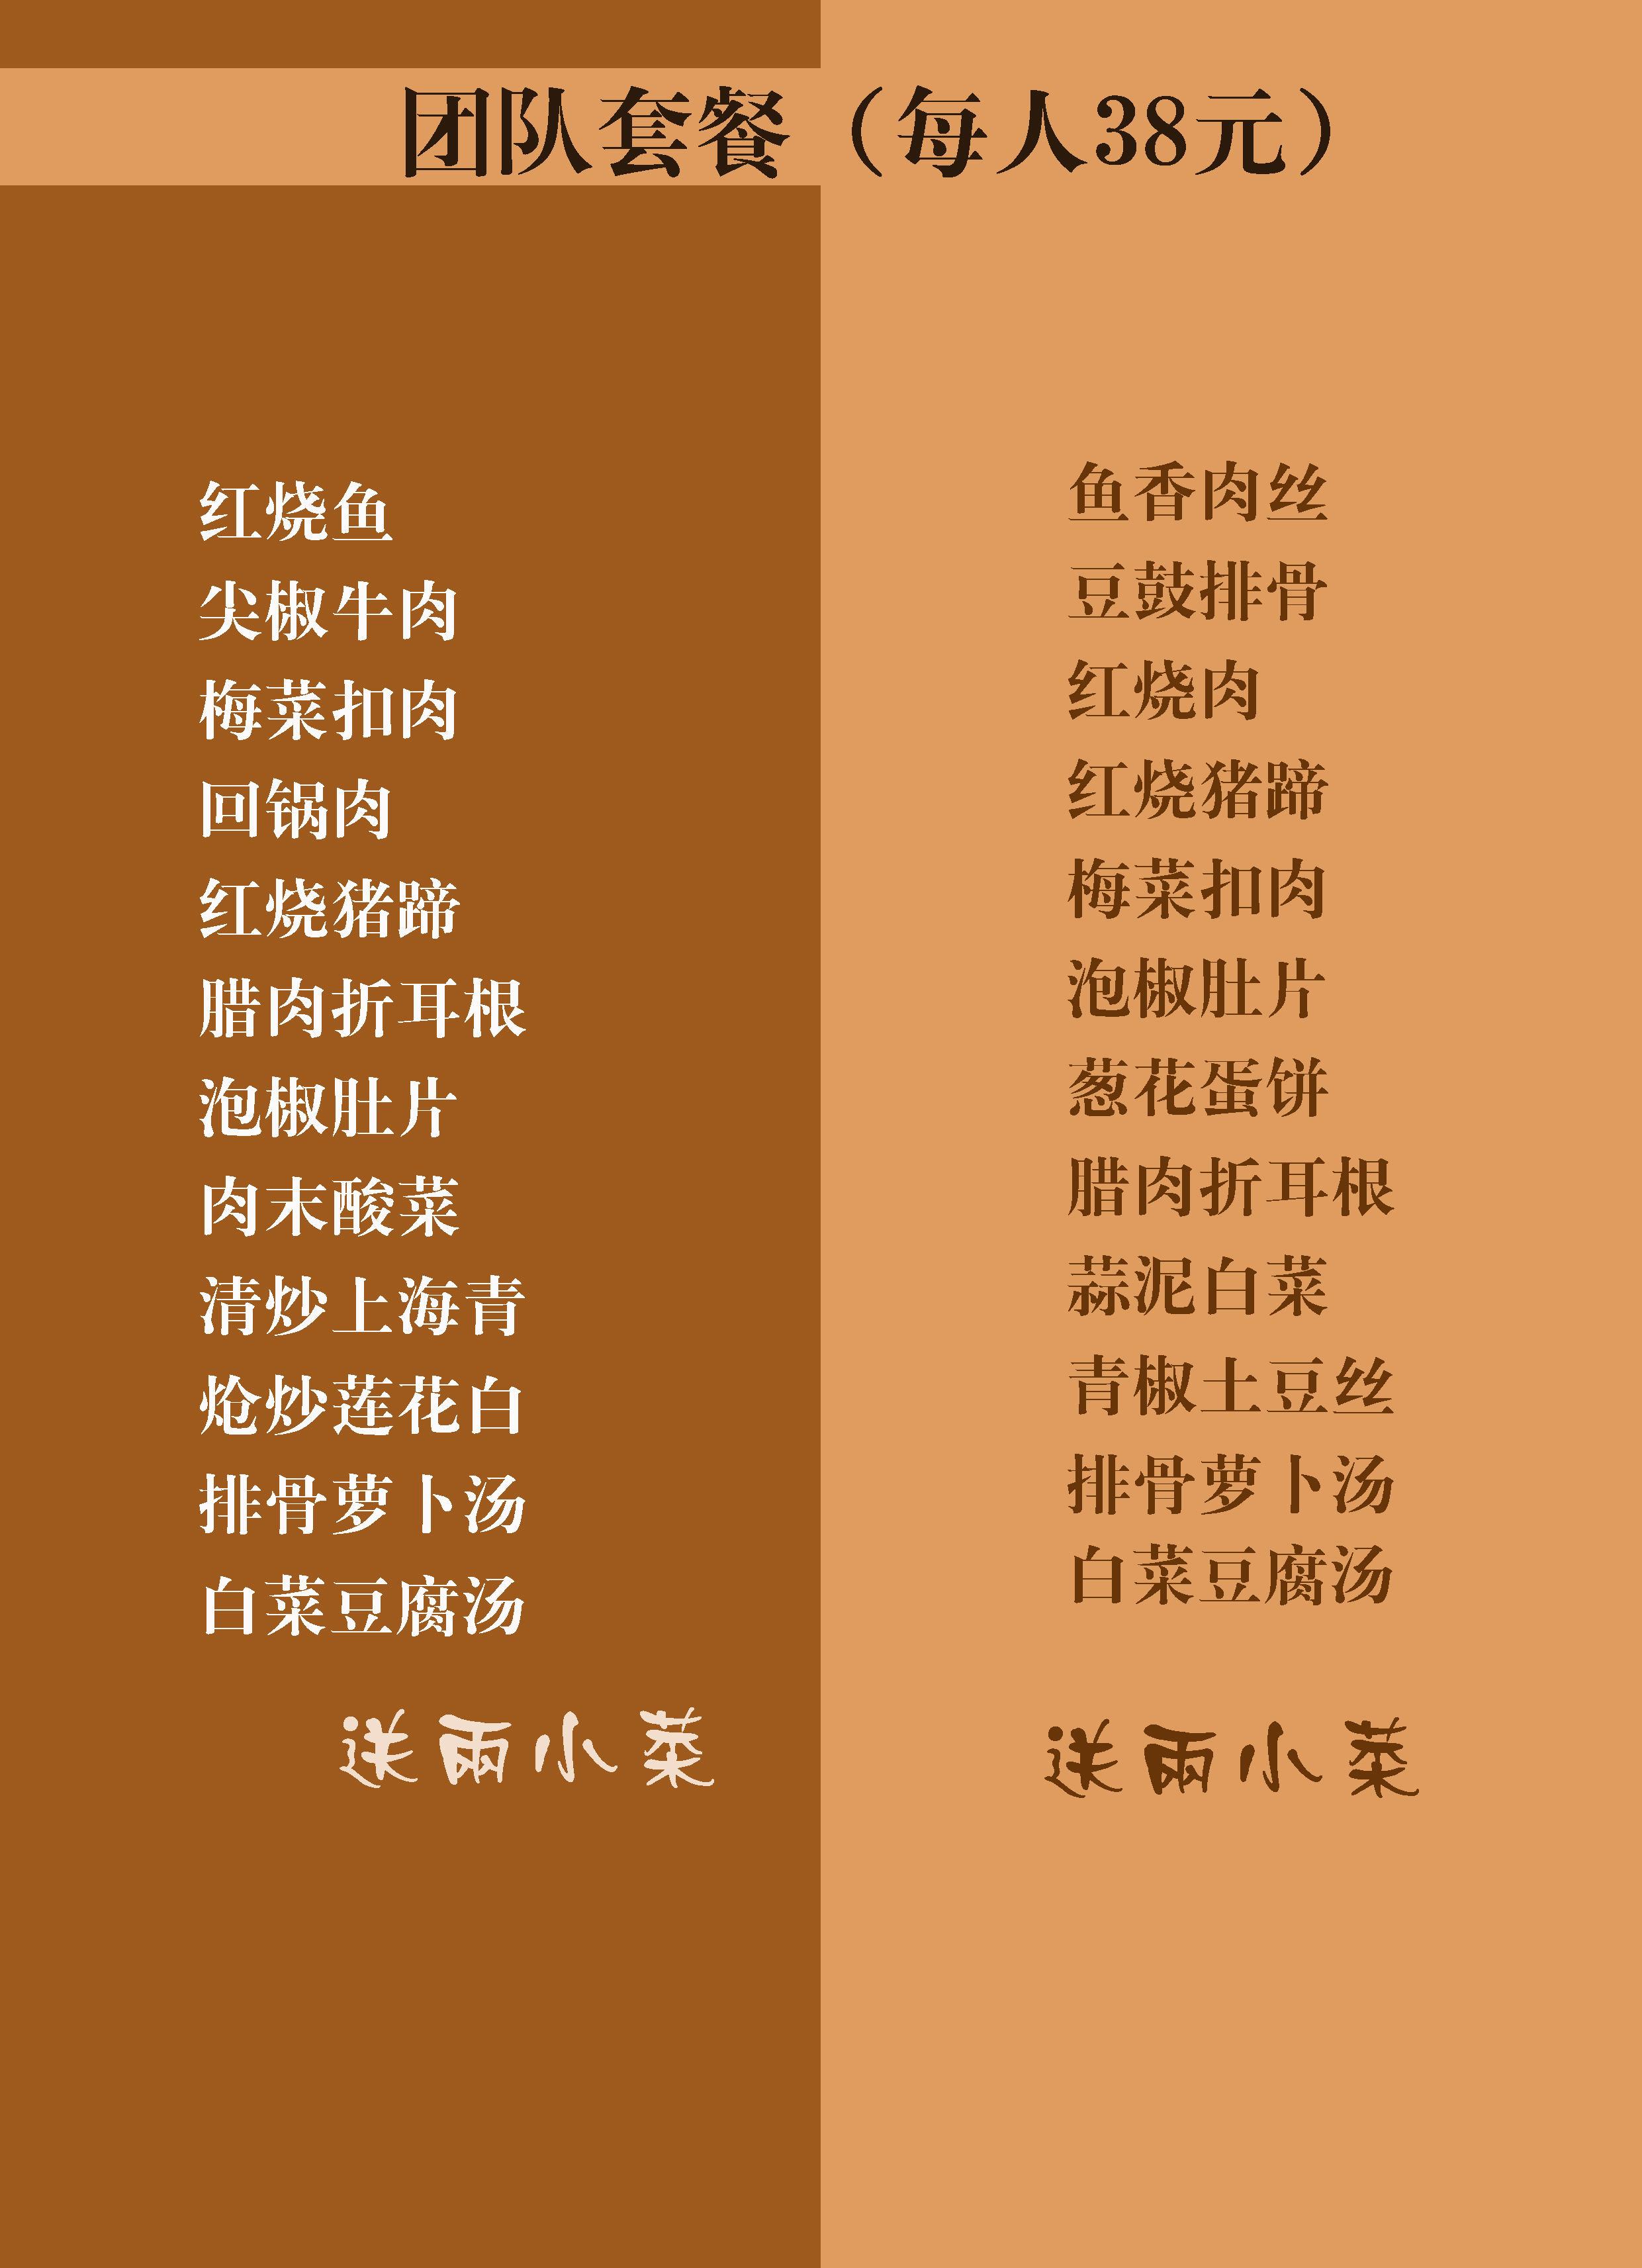 团队套餐（每人38元）
红烧鱼
尖椒牛肉
梅菜扣肉
回锅肉
红烧猪蹄
腊肉折耳根
泡椒肚片
肉末酸菜
清炒上海青
炝炒莲花白
排骨萝卜汤
白菜豆腐汤
送两小菜
鱼香肉丝
豆鼓排骨
红烧肉
红烧猪蹄
梅菜扣肉
泡椒肚片
葱花蛋饼
腊肉折耳根
蒜泥白菜
青椒土豆丝
排骨萝卜汤
白菜豆腐汤
送两小菜